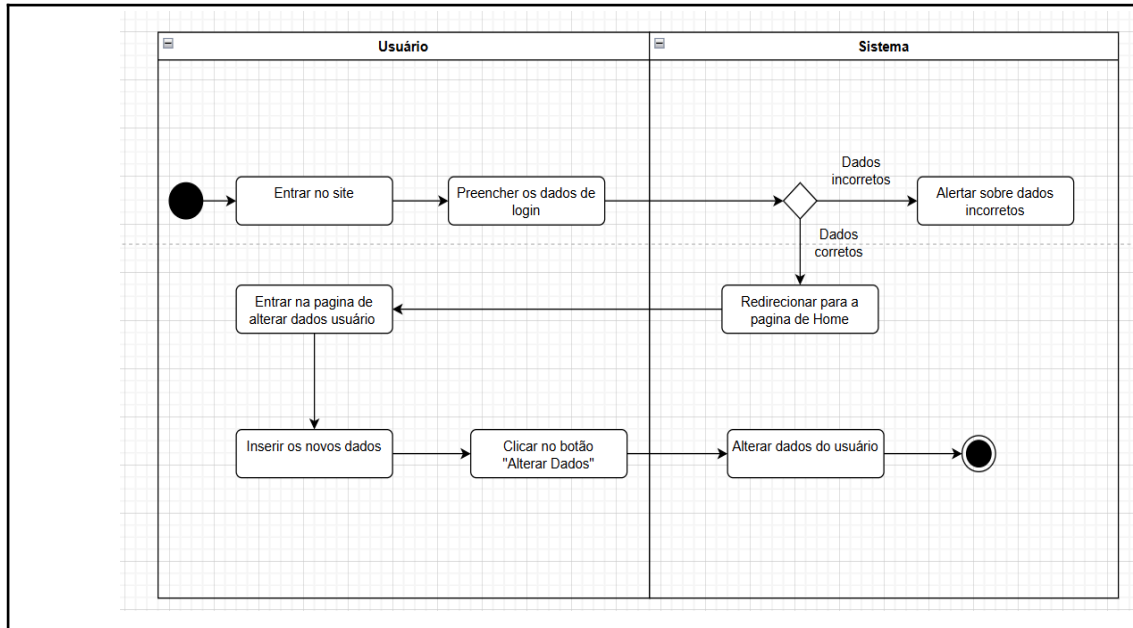 Usuário
Sistema
Entrar no site
Preencher os dados de
login
Dados
incorretos
Alertar sobre dados
incorretos
Dados
corretos
Entrar na pagina de
alterar dados usuário
Redirecionar para a
pagina de Home
Inserir os novos dados
Clicar no botão
"Alterar Dados"
Alterar dados do usuário